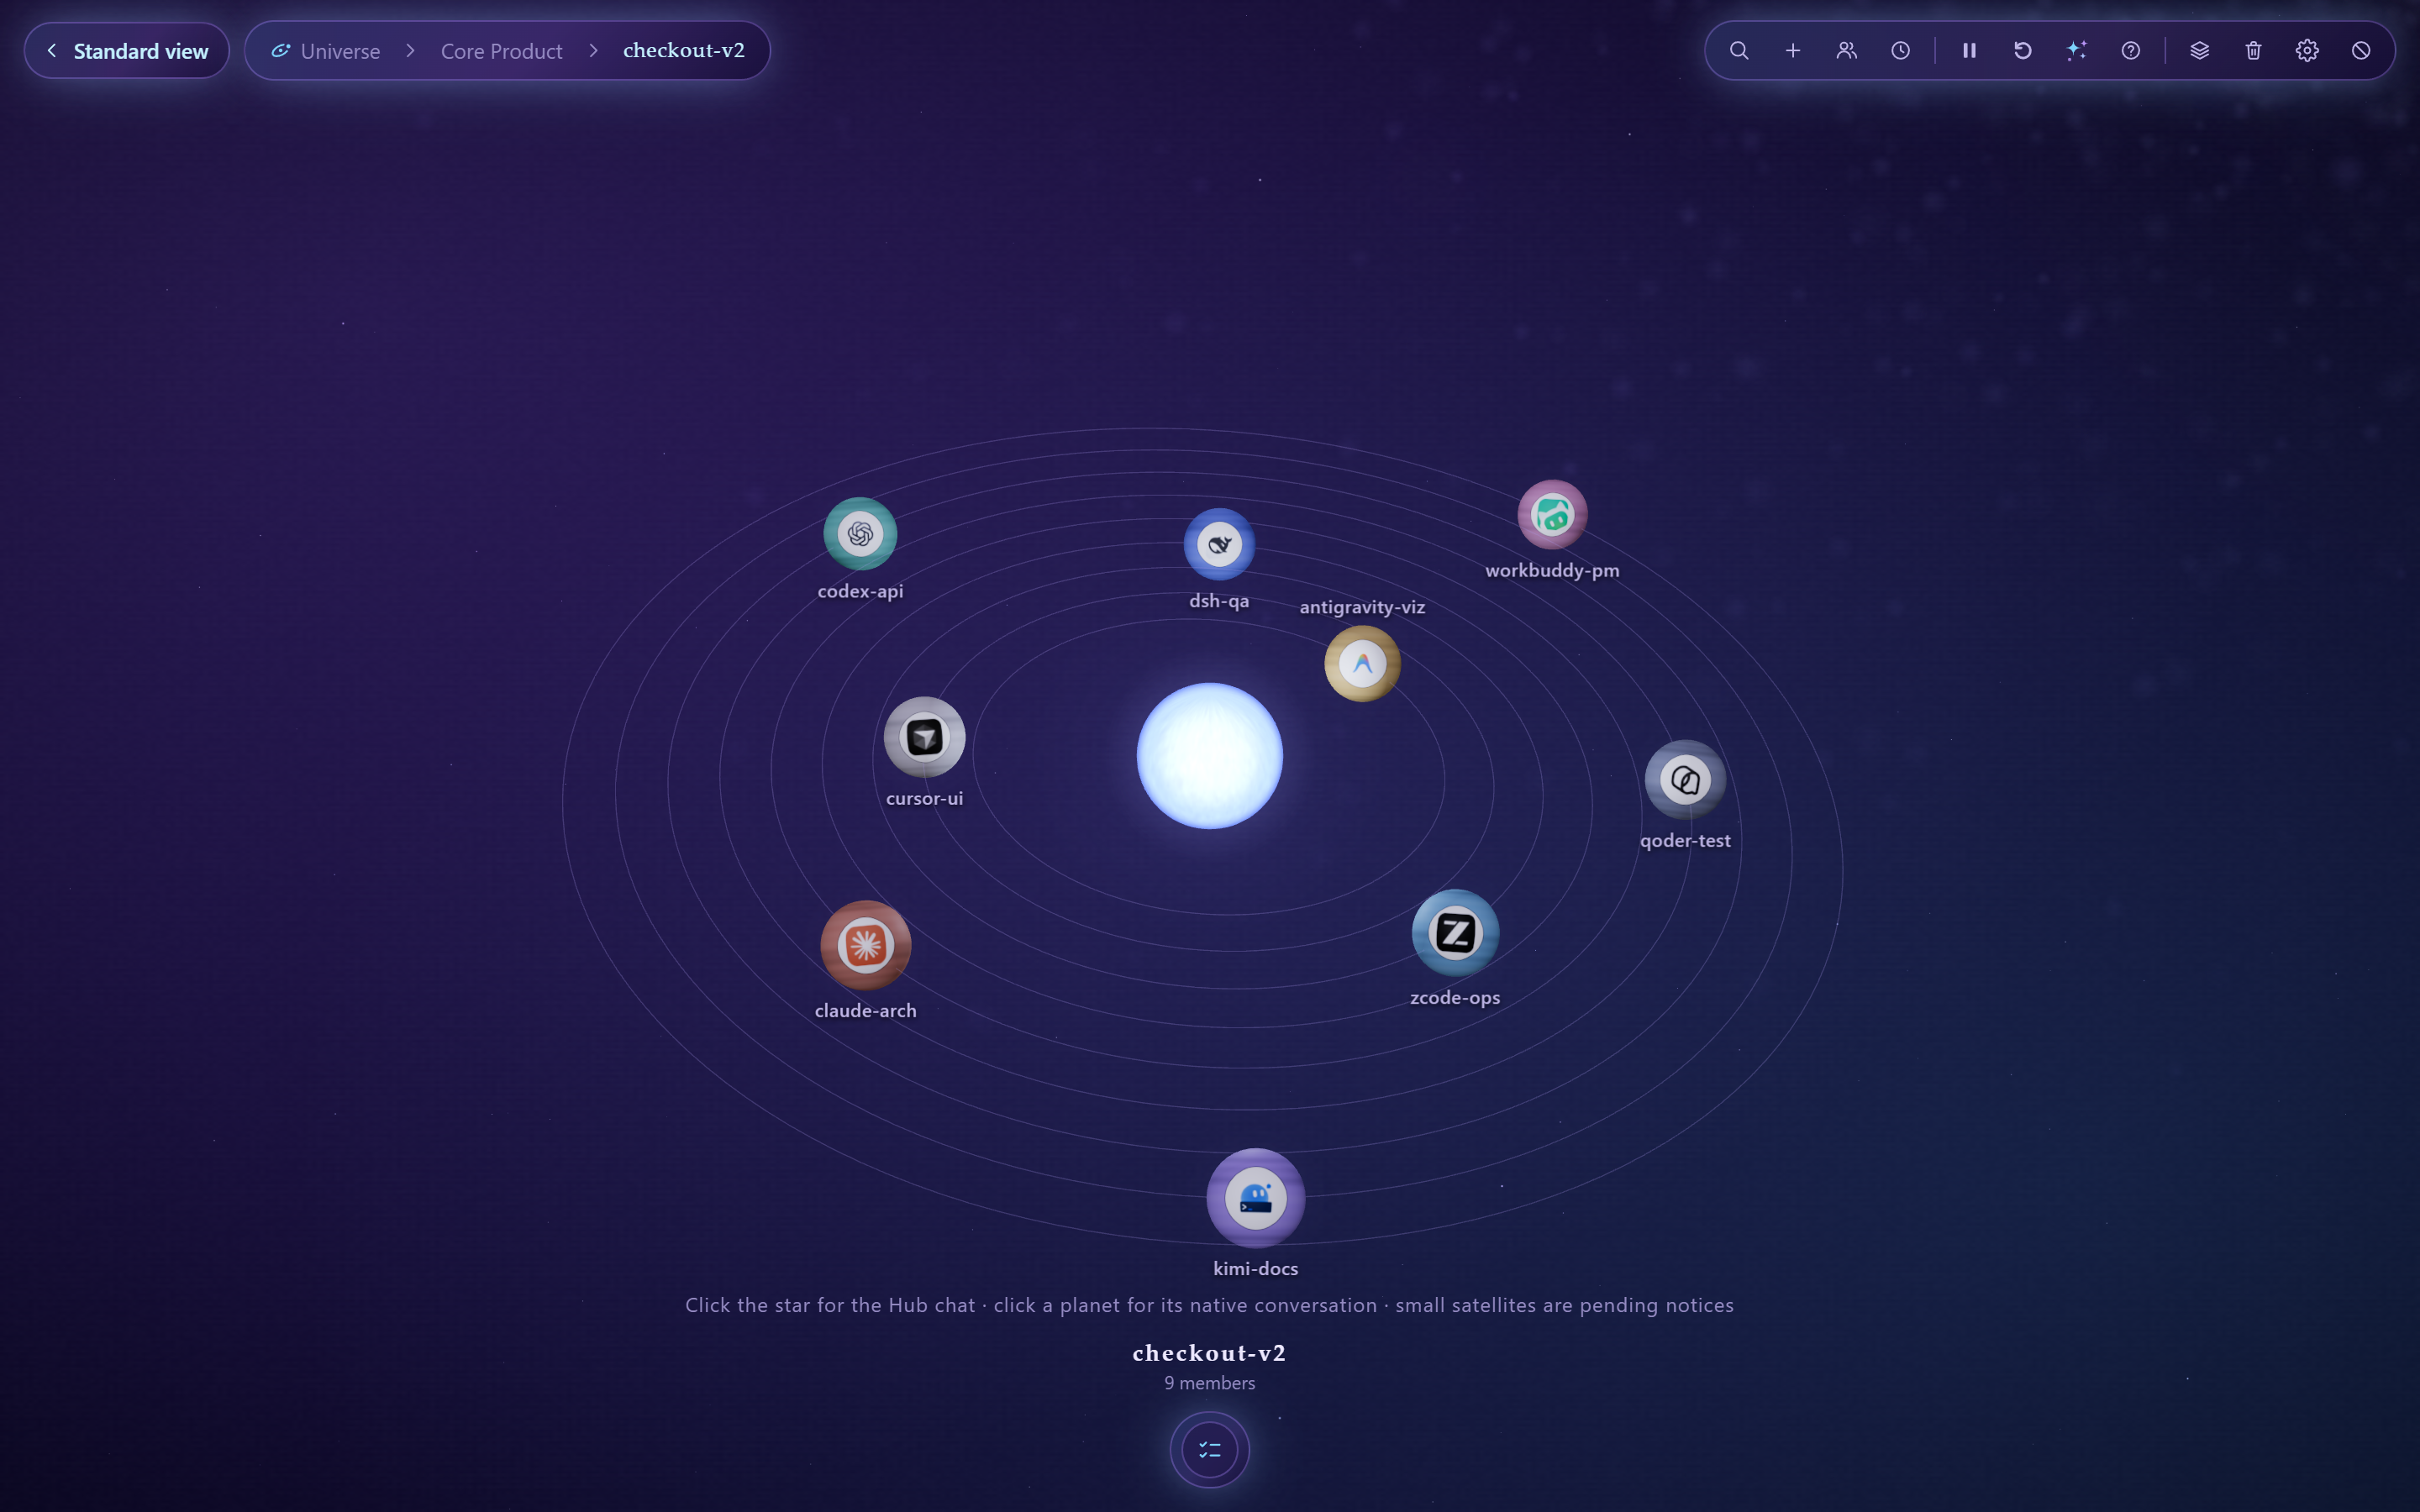 Standard view
Universe > Core Product > checkout-v2
codex-api
dsh-qa
workbuddy-pm
antigravity-viz
cursor-ui
qoder-test
claude-arch
zcode-ops
kimi-docs
Click the star for the Hub chat · click a planet for its native conversation · small satellites are pending notices
checkout-v2
9 members